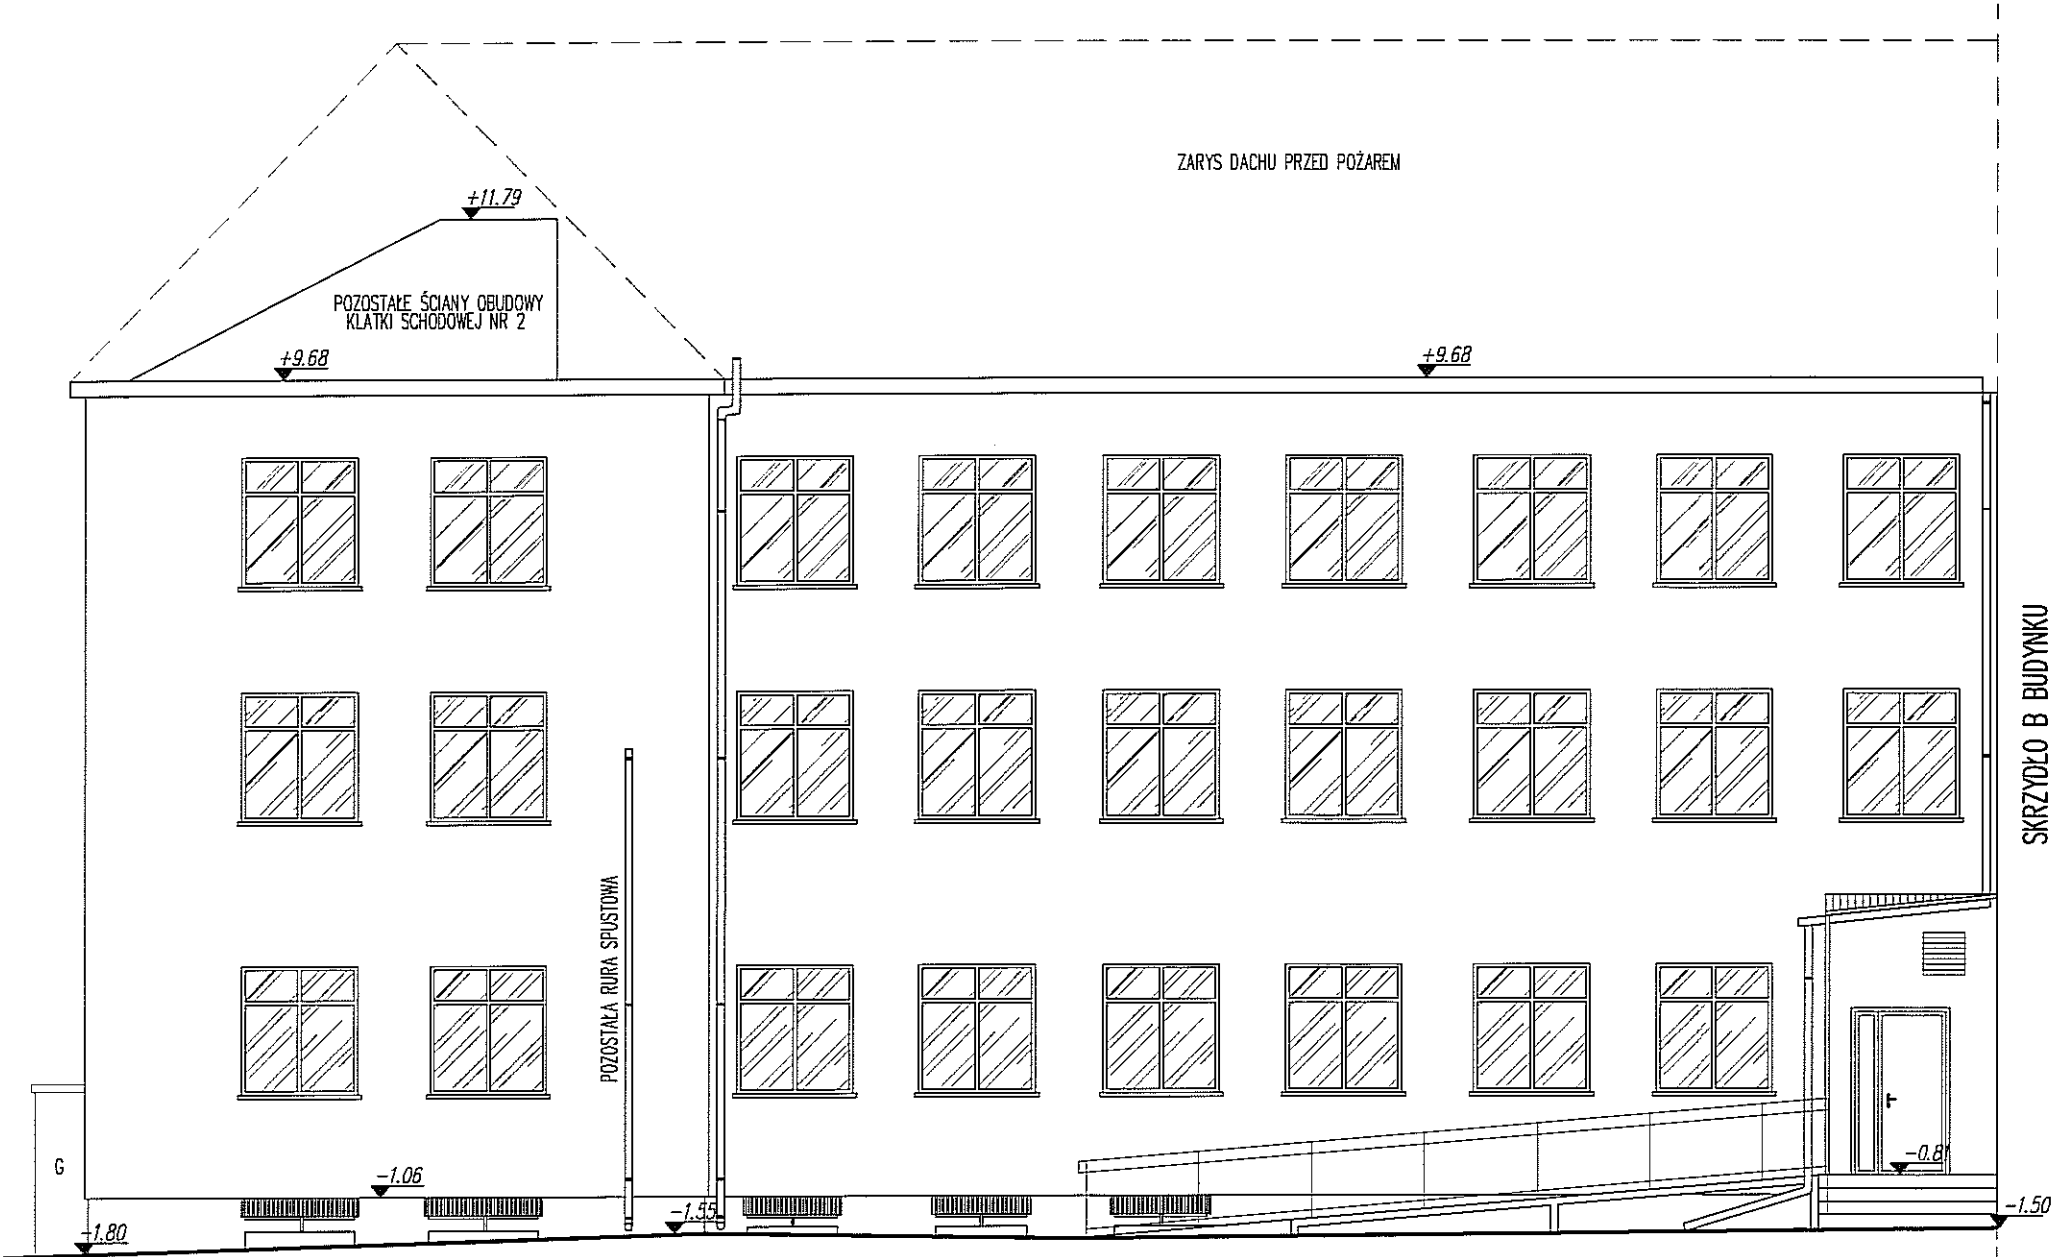 ZARYS DACHU PRZED POŻAREM
+11.79
POZOSTAŁE ŚCIANY OBUDOWY
KLATKI SCHODOWEJ NR 2
+9.68
+9.68
SKRZYDŁO B BUDYNKU
POZOSTAŁA RURA SPUSTOWA
G
-1.06
-0.81
-1.80
-1.55
-1.50